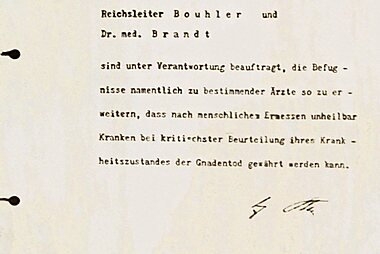 Reichsleiter Bouhler und
Dr. med. Brandt
sind unter Verantwortung beauftragt, die Befug -
nisse namentlich zu bestimmender Ärzte so zu er -
weitern, dass nach menschlichem Ermessen unheilbar
Kranken bei kritischster Beurteilung ihres Krank -
heitszustandes der Gnadentod gewährt werden kann.